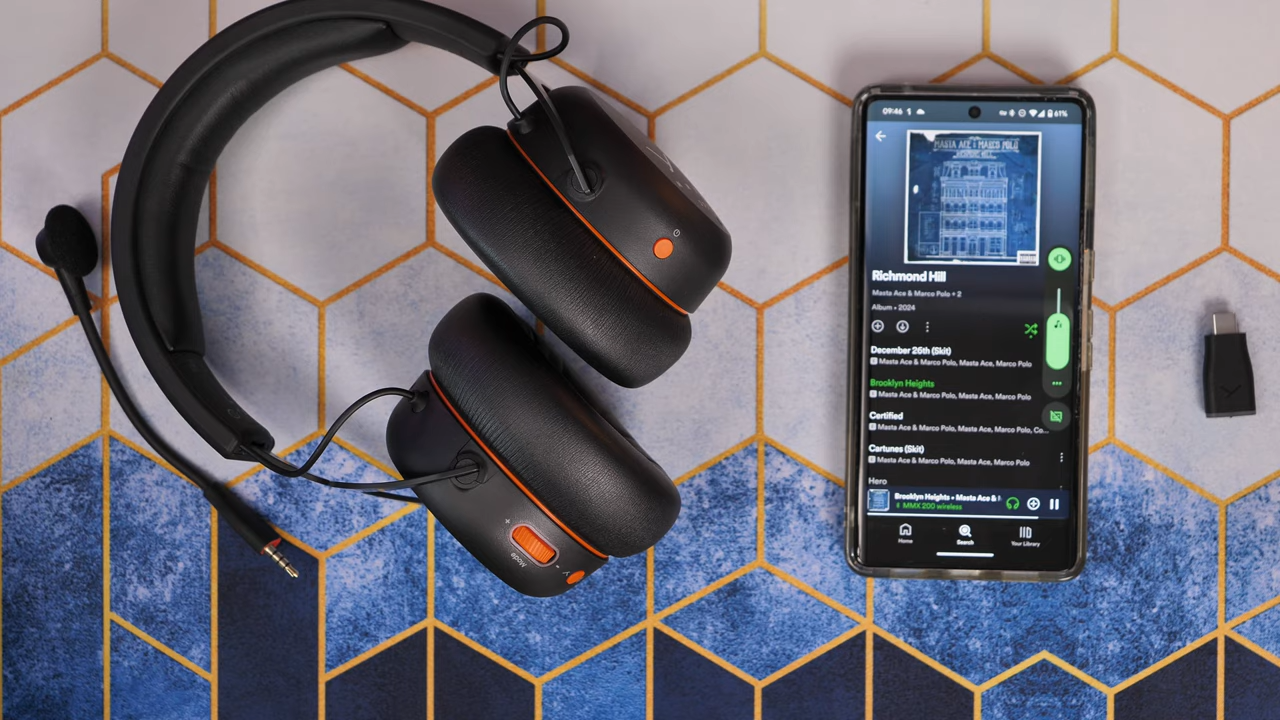 Mode
+
-
09:46
61%
MASTA ACE & MARCO POLO
RICHMOND HILL
Richmond Hill
Masta Ace & Marco Polo + 2
Album • 2024
December 26th (Skit)
E Masta Ace & Marco Polo, Masta Ace, Marco Polo
Brooklyn Heights
E Masta Ace & Marco Polo, Masta Ace, Marco Polo
Certified
E Masta Ace & Marco Polo, Masta Ace, Marco Polo, Co...
Cartunes (Skit)
E Masta Ace & Marco Polo, Masta Ace, Marco Polo
Hero
Brooklyn Heights • Masta Ace & M
MMX 200 wireless
Home
Search
Your Library